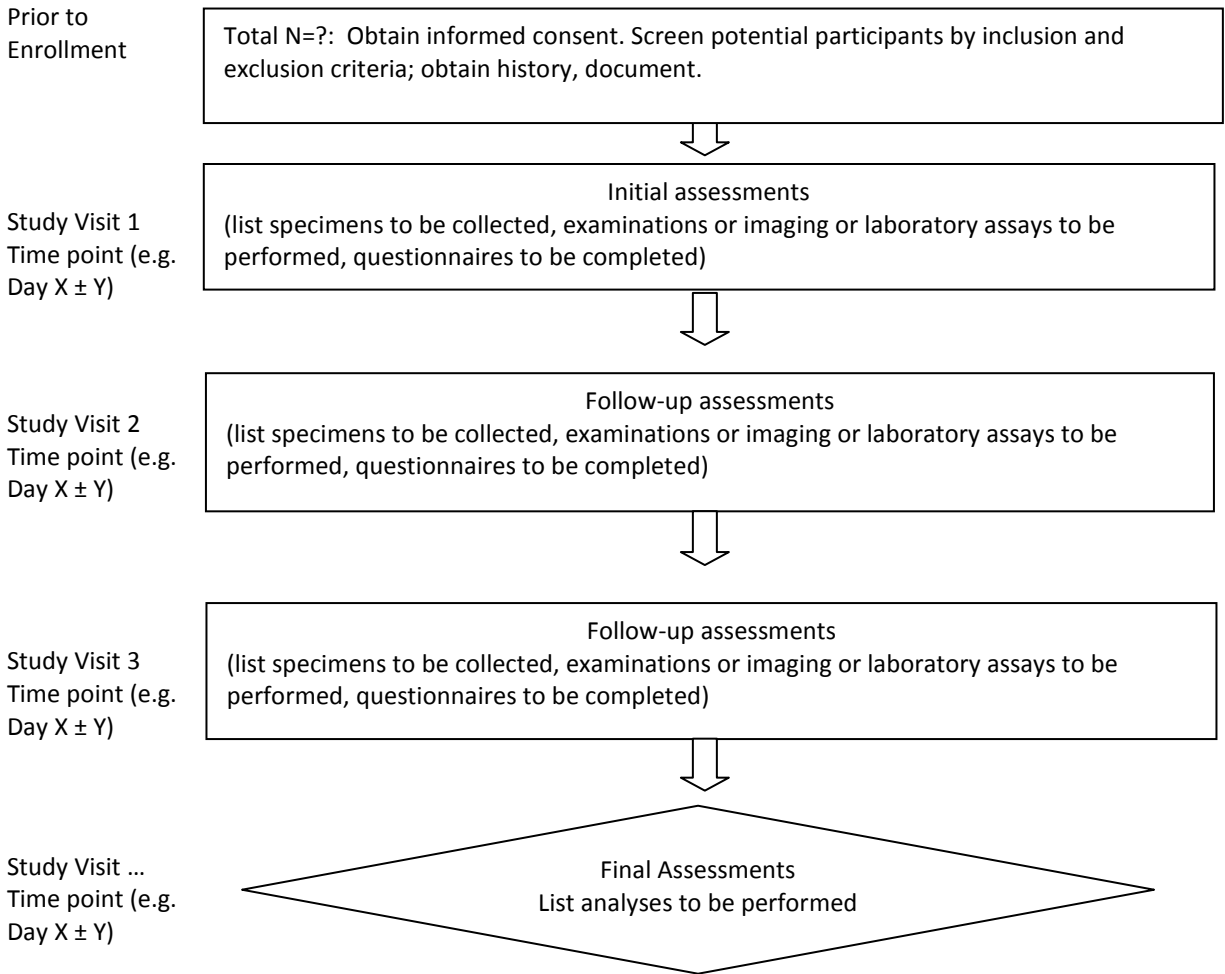 Prior to
Enrollment
Total N=?: Obtain informed consent. Screen potential participants by inclusion and
exclusion criteria; obtain history, document.
Study Visit 1
Time point (e.g.
Day X ± Y)
Initial assessments
(list specimens to be collected, examinations or imaging or laboratory assays to be
performed, questionnaires to be completed)
Study Visit 2
Time point (e.g.
Day X ± Y)
Follow-up assessments
(list specimens to be collected, examinations or imaging or laboratory assays to be
performed, questionnaires to be completed)
Study Visit 3
Time point (e.g.
Day X ± Y)
Follow-up assessments
(list specimens to be collected, examinations or imaging or laboratory assays to be
performed, questionnaires to be completed)
Study Visit …
Time point (e.g.
Day X ± Y)
Final Assessments
List analyses to be performed